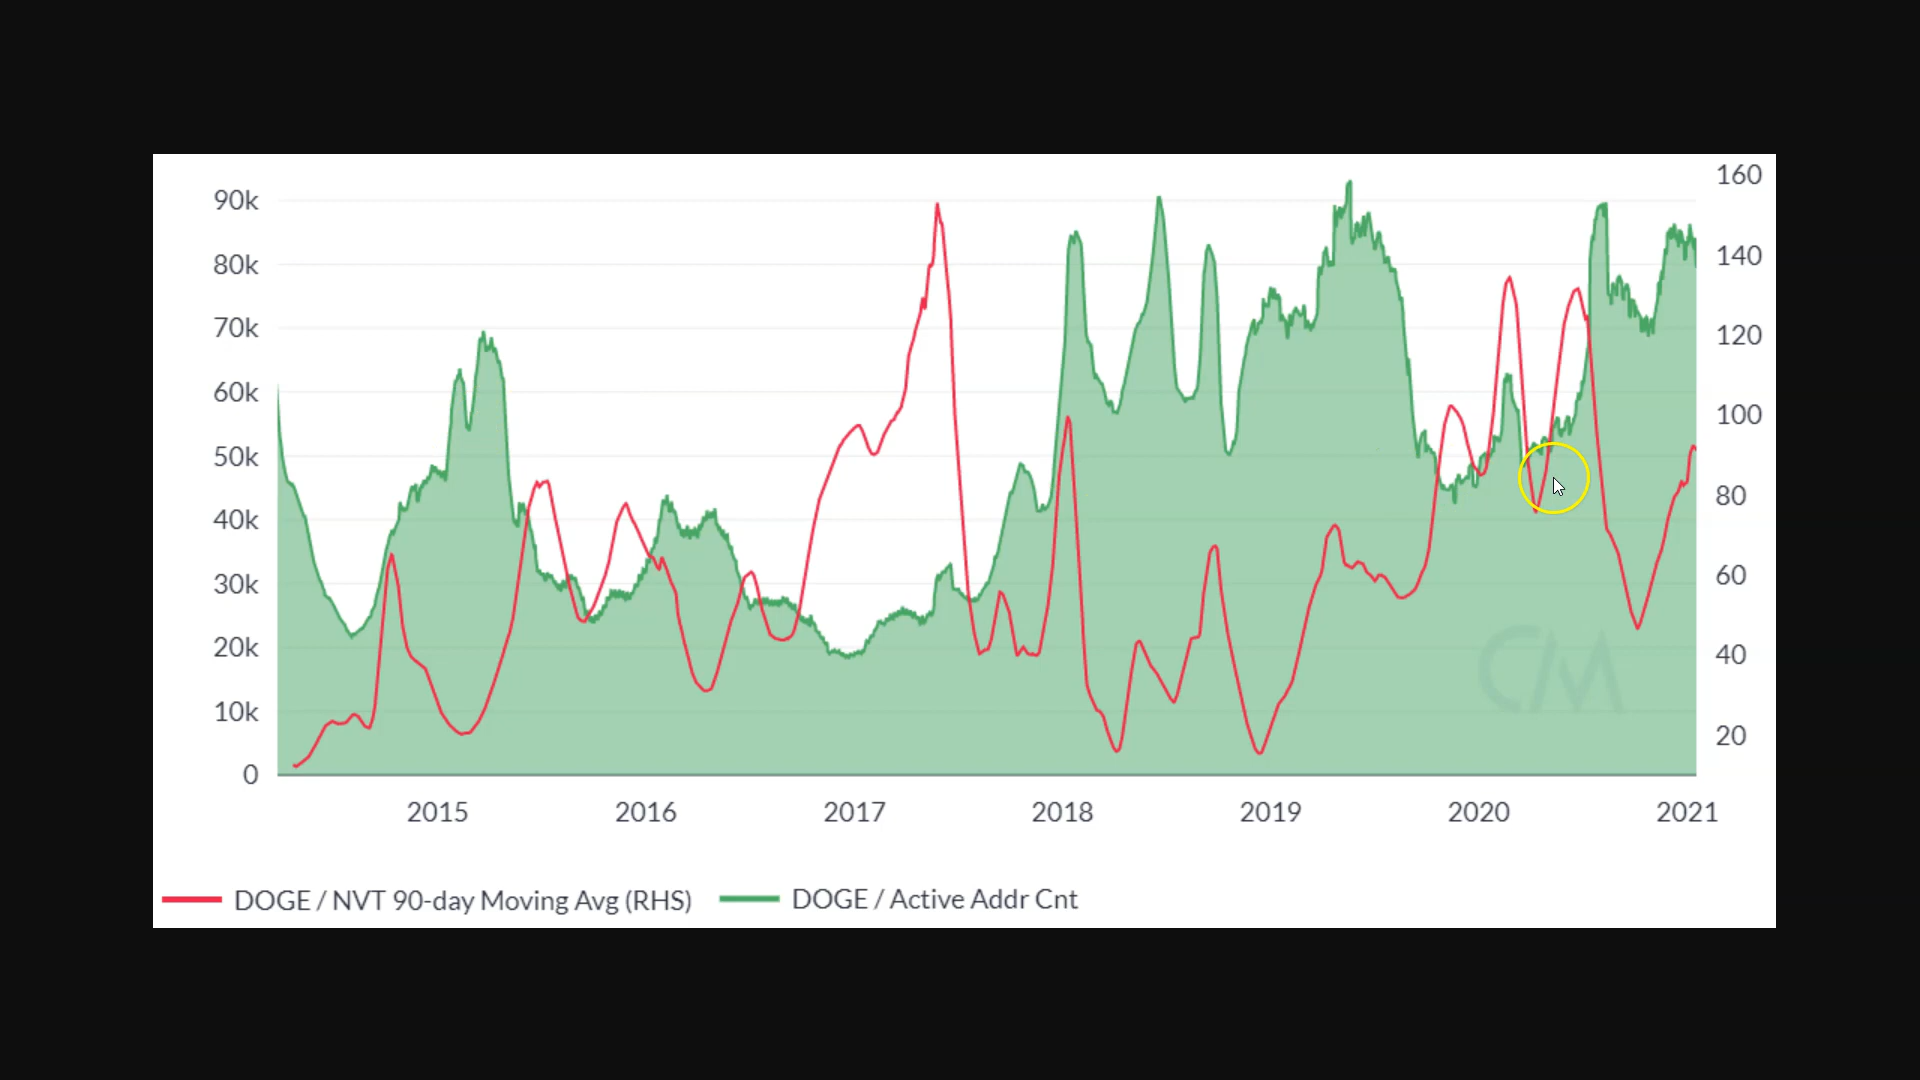 90k
80k
70k
60k
50k
40k
30k
20k
10k
0
160
140
120
100
80
60
40
20
CM
2015 2016 2017 2018 2019 2020 2021
DOGE / NVT 90-day Moving Avg (RHS) DOGE / Active Addr Cnt